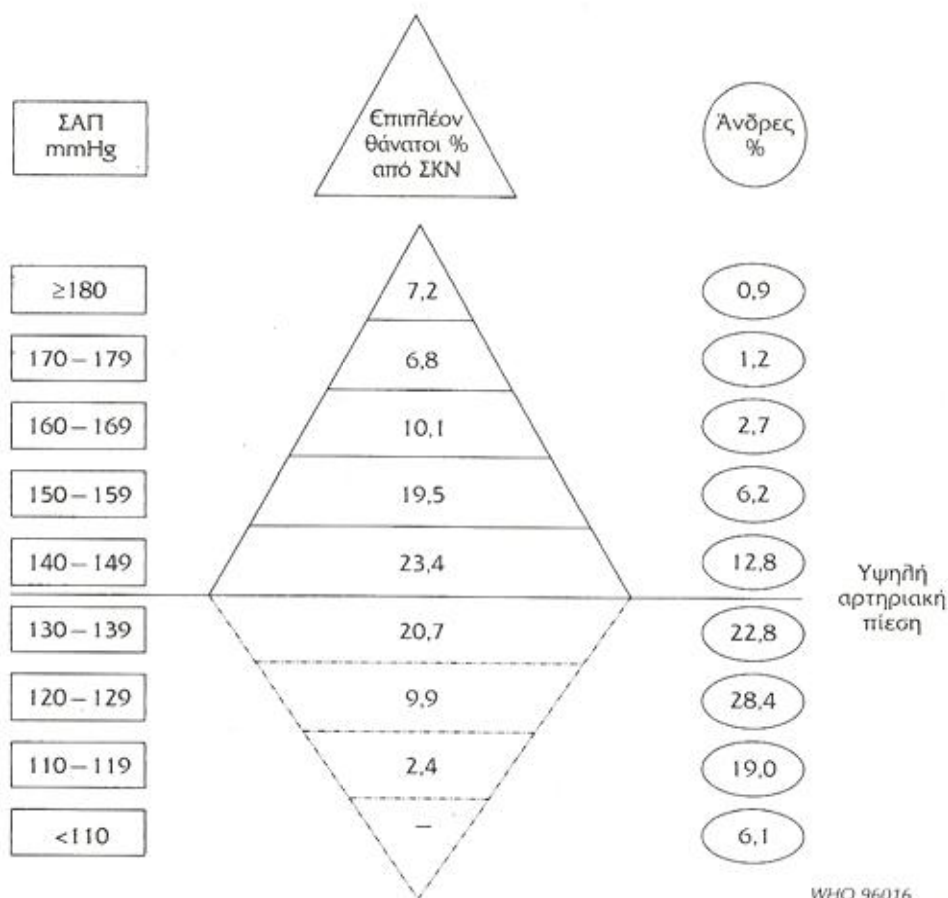 ΣΑΠ
mmHg
Επιπλέον
θάνατοι %
από ΣΚΝ
Άνδρες
%
≥180
7,2
0,9
170 – 179
6,8
1,2
160 – 169
10,1
2,7
150 – 159
19,5
6,2
140 – 149
23,4
12,8
Υψηλή
αρτηριακή
πίεση
130 – 139
20,7
22,8
120 – 129
9,9
28,4
110 – 119
2,4
19,0
<110
–
6,1
WHO 96016